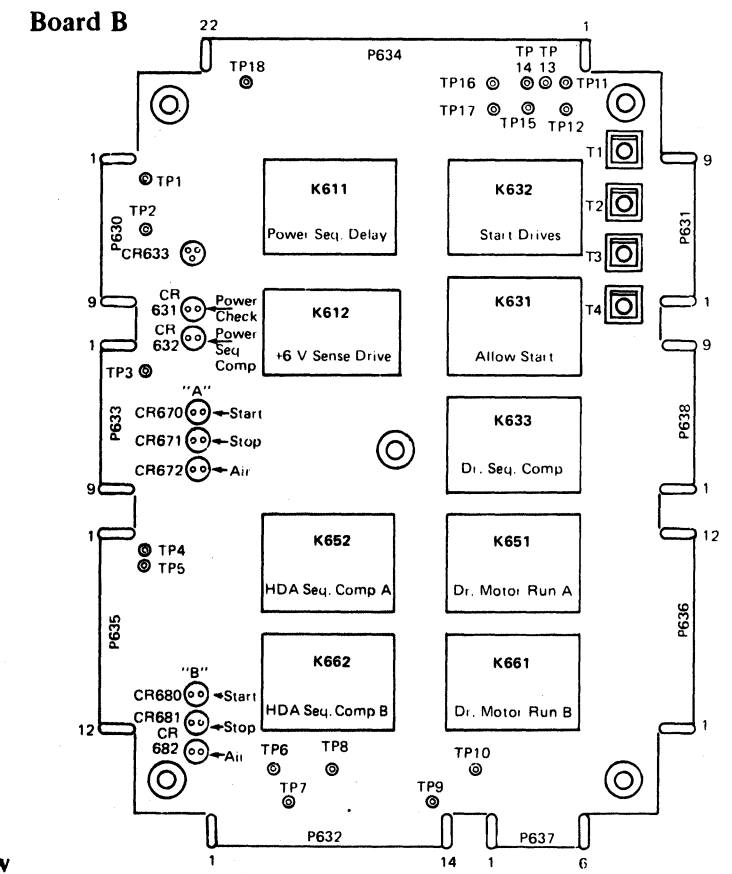 Board B
22
1
P634
TP TP
14 13
TP18
TP16
TP11
TP17
TP15
TP12
T1
1
9
TP1
K611
Power Seq. Delay
K632
Start Drives
T2
TP2
P630
P631
CR633
T3
CR
631
Power
Check
K612
+6 V Sense Drive
K631
Allow Start
T4
9
1
CR
632
Power
Seq
Comp
1
9
TP3
"A"
CR670
Start
K633
Dr. Seq. Comp
P633
P638
CR671
Stop
CR672
Air
9
1
1
12
TP4
TP5
K652
HDA Seq. Comp A
K651
Dr. Motor Run A
P635
P636
K662
HDA Seq. Comp B
K661
Dr. Motor Run B
"B"
CR680
Start
CR681
Stop
CR
682
Air
12
1
TP6
TP8
TP10
TP7
TP9
P632
P637
1
14
1
6